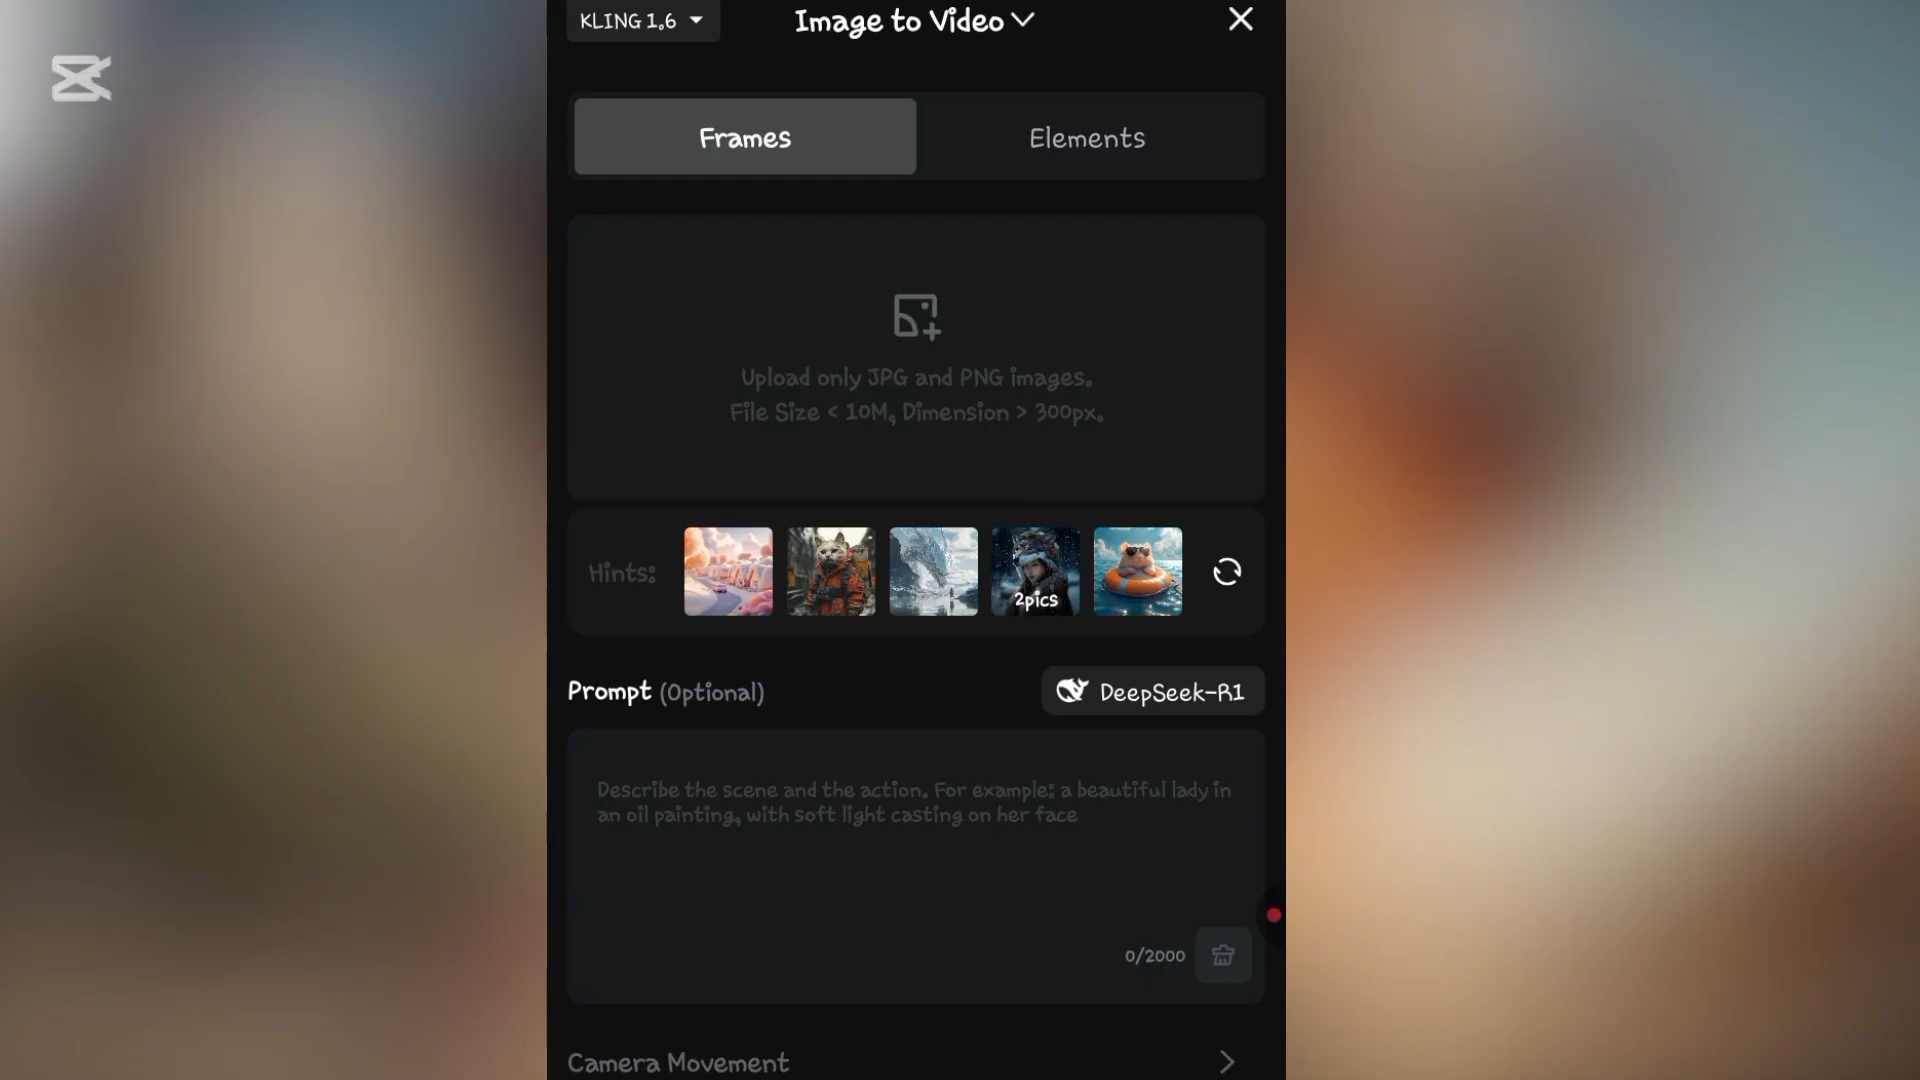 KLING 1.6
Image to Video
Frames
Elements
Upload only JPG and PNG images.
File Size < 10M, Dimension > 300px.
Hints:
2pics
Prompt (Optional)
DeepSeek-R1
Describe the scene and the action. For example: a beautiful lady in
an oil painting, with soft light casting on her face
0/2000
Camera Movement